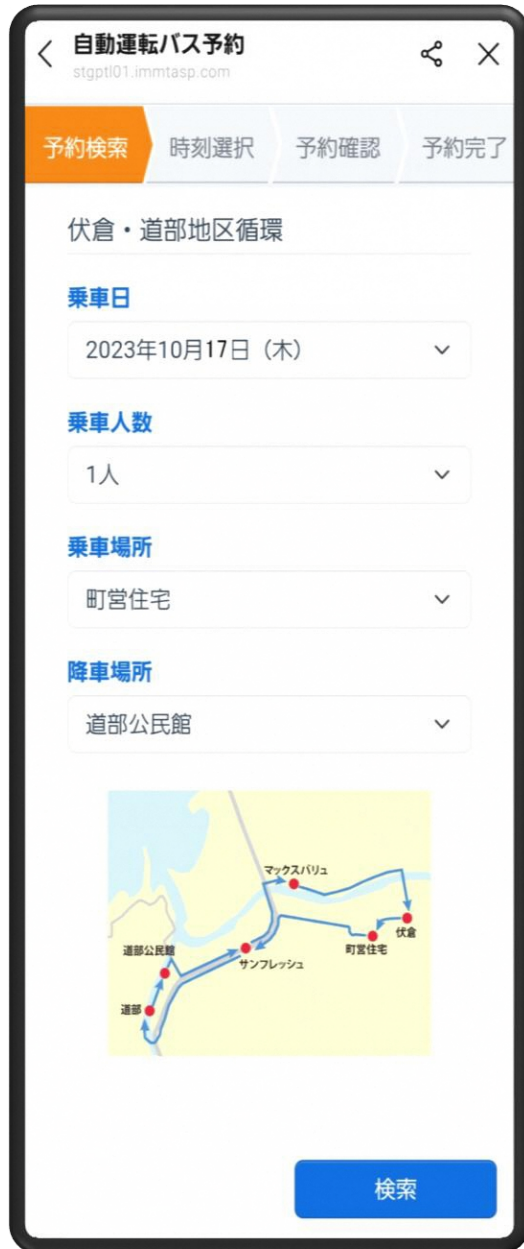 自動運転バス予約
stgptl01.immtasp.com
予約検索 時刻選択 予約確認 予約完了
伏倉・道部地区循環
乗車日
2023年10月17日（木）
乗車人数
1人
乗車場所
町営住宅
降車場所
道部公民館
マックスバリュ
伏倉
町営住宅
道部公民館
サンフレッシュ
道部
検索